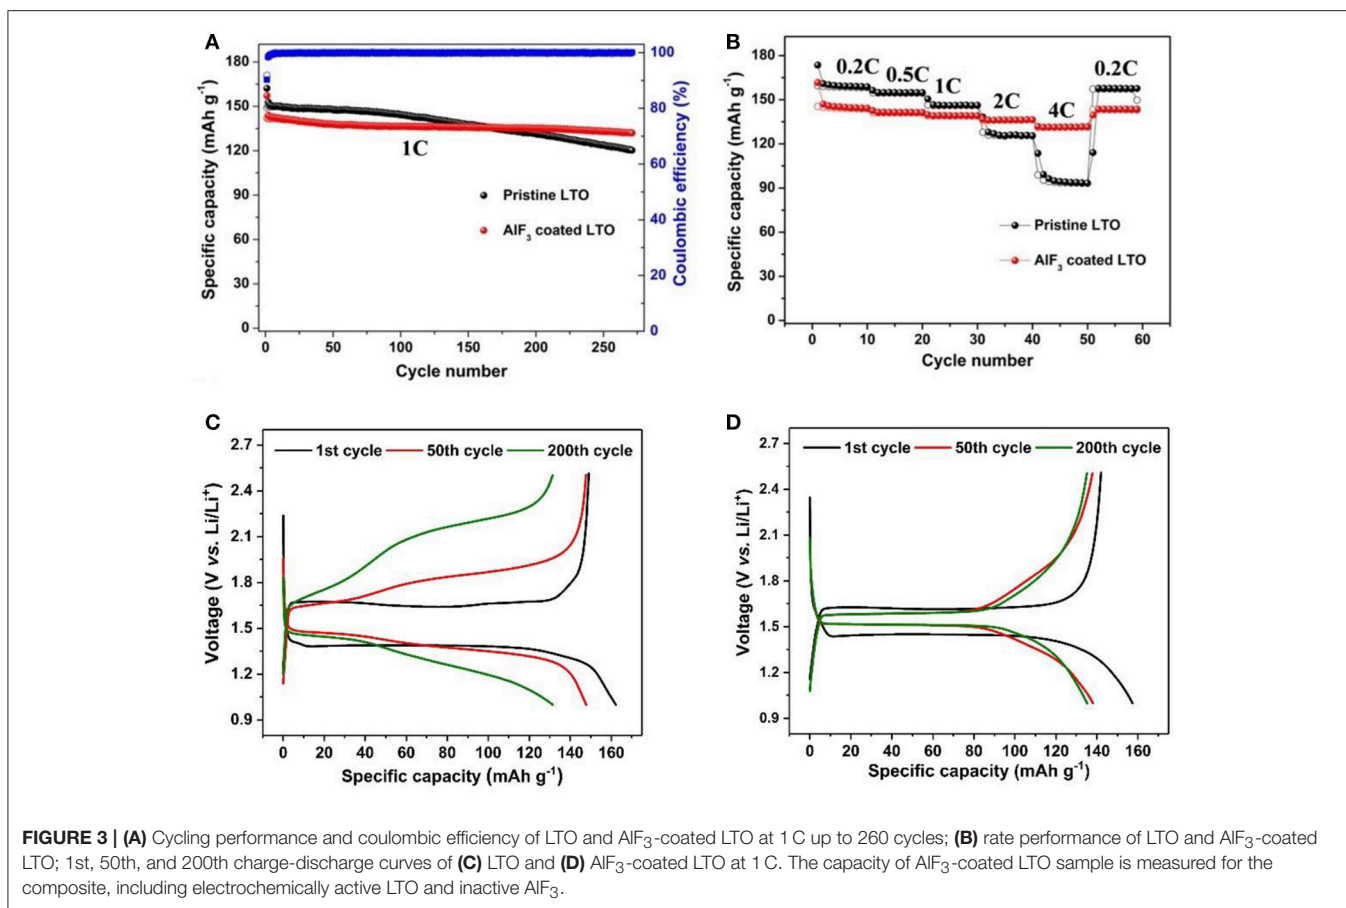 A
180
150
120
90
60
30
0
Specific capacity (mAh g⁻¹)
100
80
60
40
20
0
Coulombic efficiency (%)
1C
Pristine LTO
AlF₃ coated LTO
0 50 100 150 200 250
Cycle number
B
180
150
120
90
60
30
0
Specific capacity (mAh g⁻¹)
0.2C 0.5C 1C 2C 4C 0.2C
Pristine LTO
AlF₃ coated LTO
0 10 20 30 40 50 60
Cycle number
C
2.7
2.4
2.1
1.8
1.5
1.2
0.9
Voltage (V vs. Li/Li⁺)
1st cycle 50th cycle 200th cycle
0 20 40 60 80 100 120 140 160
Specific capacity (mAh g⁻¹)
D
2.7
2.4
2.1
1.8
1.5
1.2
0.9
Voltage (V vs. Li/Li⁺)
1st cycle 50th cycle 200th cycle
0 20 40 60 80 100 120 140 160
Specific capacity (mAh g⁻¹)
FIGURE 3 | (A) Cycling performance and coulombic efficiency of LTO and AlF₃-coated LTO at 1 C up to 260 cycles; (B) rate performance of LTO and AlF₃-coated
LTO; 1st, 50th, and 200th charge-discharge curves of (C) LTO and (D) AlF₃-coated LTO at 1 C. The capacity of AlF₃-coated LTO sample is measured for the
composite, including electrochemically active LTO and inactive AlF₃.